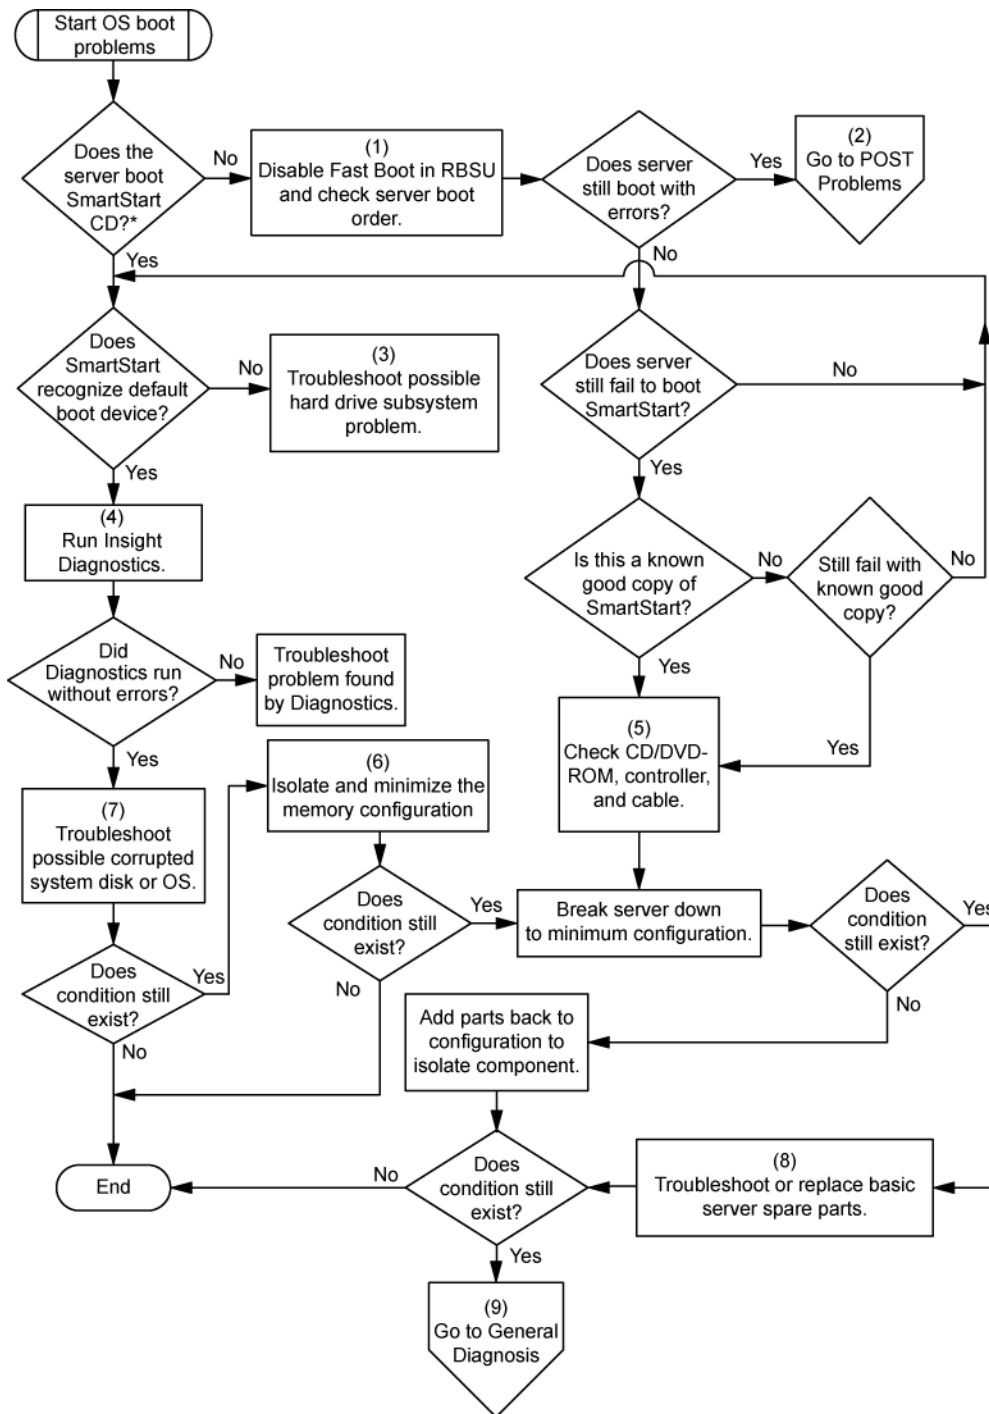 Start OS boot
problems
Does the
server boot
SmartStart
CD?*
No
(1)
Disable Fast Boot in RBSU
and check server boot
order.
Does server
still boot with
errors?
Yes
(2)
Go to POST
Problems
Yes
No
Does
SmartStart
recognize default
boot device?
No
(3)
Troubleshoot possible
hard drive subsystem
problem.
Does server
still fail to boot
SmartStart?
No
Yes
Yes
(4)
Run Insight
Diagnostics.
Is this a known
good copy of
SmartStart?
No
Still fail with
known good
copy?
No
Did
Diagnostics run
without errors?
No
Troubleshoot
problem found
by Diagnostics.
Yes
Yes
Yes
(5)
Check CD/DVD-
ROM, controller,
and cable.
(6)
Isolate and minimize the
memory configuration
(7)
Troubleshoot
possible corrupted
system disk or OS.
Does
condition still
exist?
Yes
Break server down
to minimum configuration.
Does
condition
still exist?
Yes
Does
condition still
exist?
Yes
No
No
No
Add parts back to
configuration to
isolate component.
End
No
Does
condition still
exist?
(8)
Troubleshoot or replace basic
server spare parts.
Yes
(9)
Go to General
Diagnosis